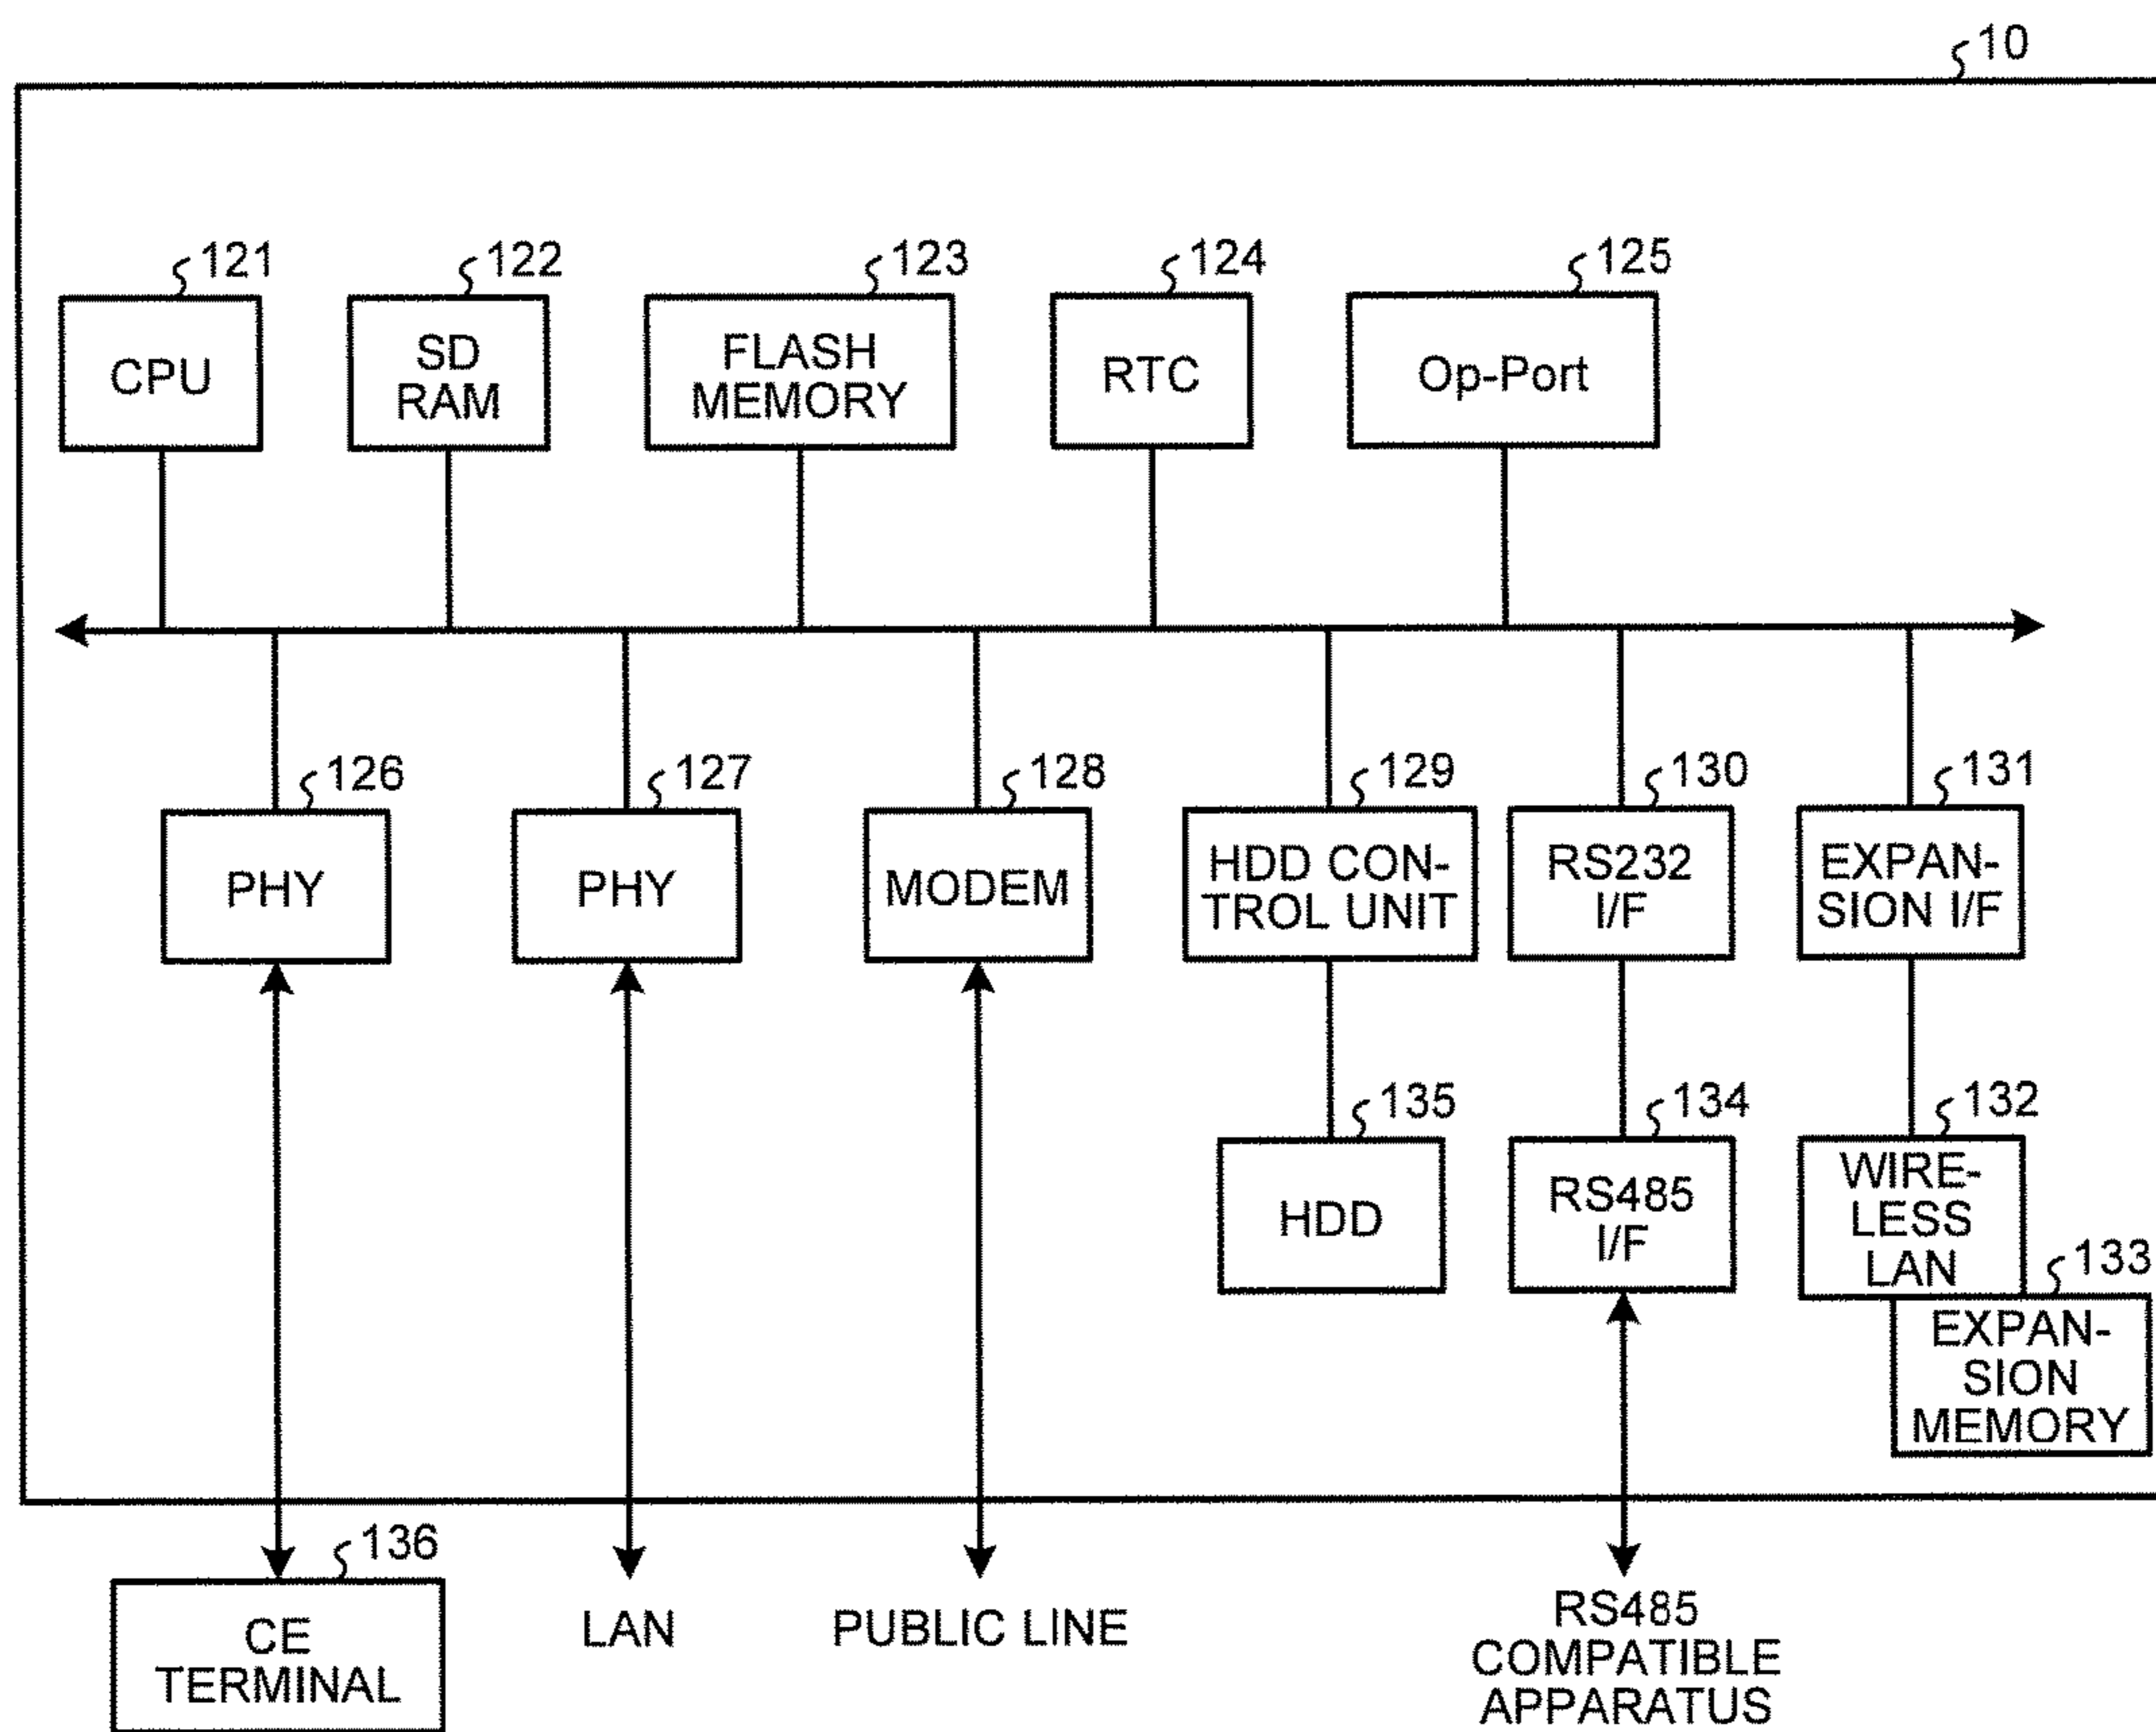 10
121
122
123
124
125
CPU
SD
RAM
FLASH
MEMORY
RTC
Op-Port
126
127
128
129
130
131
PHY
PHY
MODEM
HDD CON-
TROL UNIT
RS232
I/F
EXPAN-
SION I/F
135
134
132
HDD
RS485
I/F
WIRE-
LESS
LAN
133
EXPAN-
SION
MEMORY
136
CE
TERMINAL
LAN
PUBLIC LINE
RS485
COMPATIBLE
APPARATUS